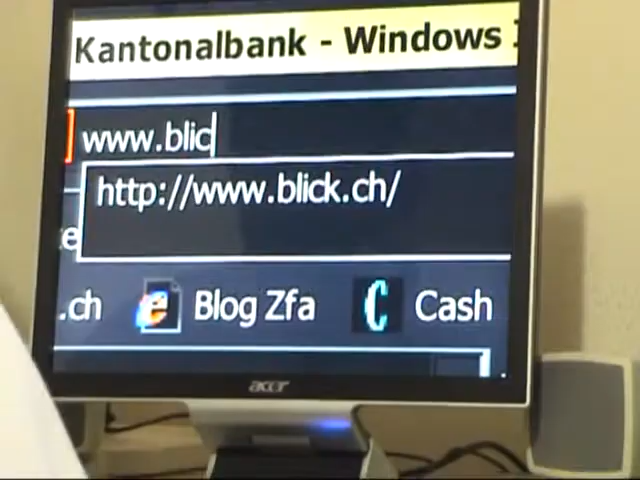 Kantonalbank - Windows
www.blic
http://www.blick.ch/
.ch Blog Zfa Cash
acer